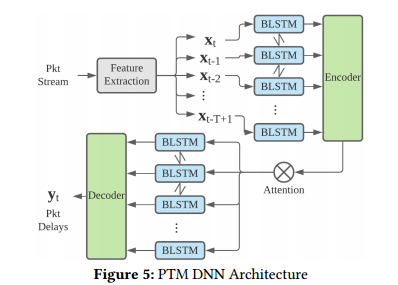 Pkt
Stream
Feature
Extraction
x_t
x_t-1
x_t-2
⋮
x_t-T+1
BLSTM
BLSTM
BLSTM
⋮
BLSTM
Encoder
Attention
BLSTM
BLSTM
BLSTM
⋮
BLSTM
Decoder
y_t
Pkt
Delays
Figure 5: PTM DNN Architecture